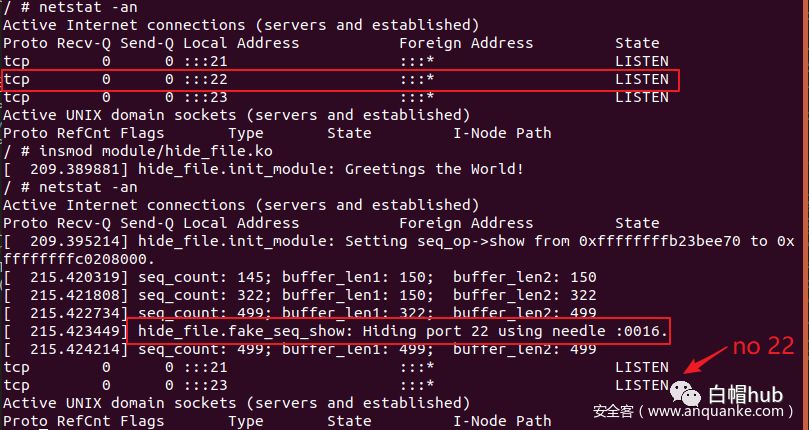 / # netstat -an
Active Internet connections (servers and established)
Proto Recv-Q Send-Q Local Address           Foreign Address         State
tcp        0      0 :::21                   :::*                    LISTEN
tcp        0      0 :::22                   :::*                    LISTEN
tcp        0      0 :::23                   :::*                    LISTEN
Active UNIX domain sockets (servers and established)
Proto RefCnt Flags       Type       State         I-Node Path
/ # insmod module/hide_file.ko
[  209.389881] hide_file.init_module: Greetings the World!
/ # netstat -an
Active Internet connections (servers and established)
Proto Recv-Q Send-Q Local Address           Foreign Address         State
[  209.395214] hide_file.init_module: Setting seq_op->show from 0xffffffffb23bee70 to 0x
ffffffffc0208000.
[  215.420319] seq_count: 145; buffer_len1: 150;  buffer_len2: 150
[  215.421808] seq_count: 322; buffer_len1: 150;  buffer_len2: 322
[  215.422734] seq_count: 499; buffer_len1: 322;  buffer_len2: 499
[  215.423449] hide_file.fake_seq_show: Hiding port 22 using needle :0016.
[  215.424214] seq_count: 499; buffer_len1: 499;  buffer_len2: 499
no 22
tcp        0      0 :::21                   :::*                    LISTEN
tcp        0      0 :::23                   :::*                    LISTEN
白帽hub
Active UNIX domain sockets (servers and established)
安全客（www.anquanke.com）
Proto RefCnt Flags       Type       State         I-Node Path